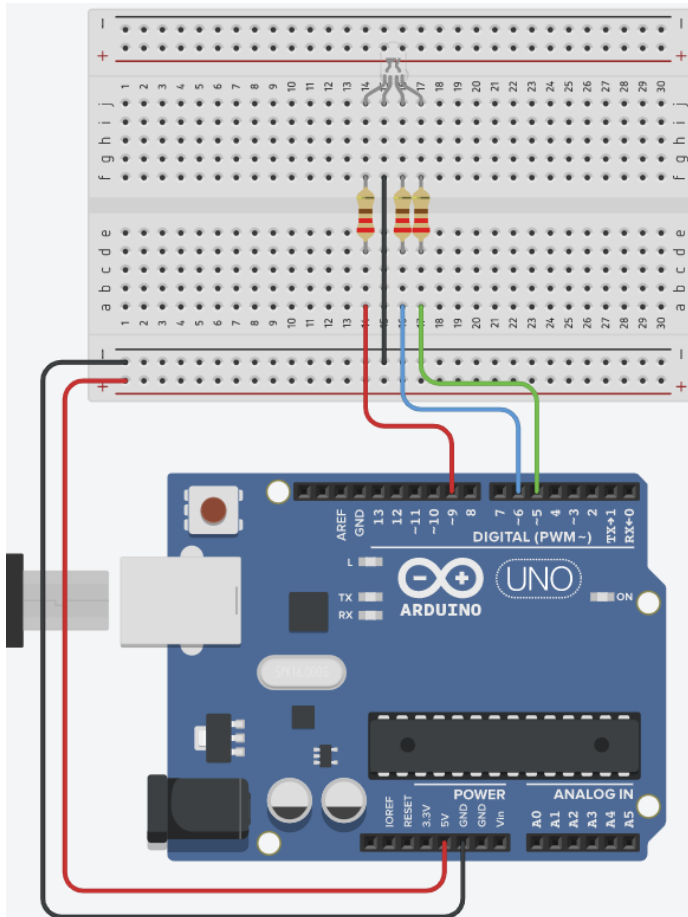 - -
+ +
1 2 3 4 5 6 7 8 9 10 11 12 13 14 15 16 17 18 19 20 21 22 23 24 25 26 27 28 29 30
j j
i i
h h
g g
f f
e e
d d
c c
b b
a a
1 2 3 4 5 6 7 8 9 10 11 12 13 14 15 16 17 18 19 20 21 22 23 24 25 26 27 28 29 30
- -
+ +
AREF GND 13 12 ~11 ~10 ~9 8 7 ~6 ~5 4 ~3 2 TX→1 RX←0
DIGITAL (PWM~)
L
TX
RX
ARDUINO
UNO
ON
POWER ANALOG IN
IOREF RESET 3.3V 5V GND GND Vin A0 A1 A2 A3 A4 A5